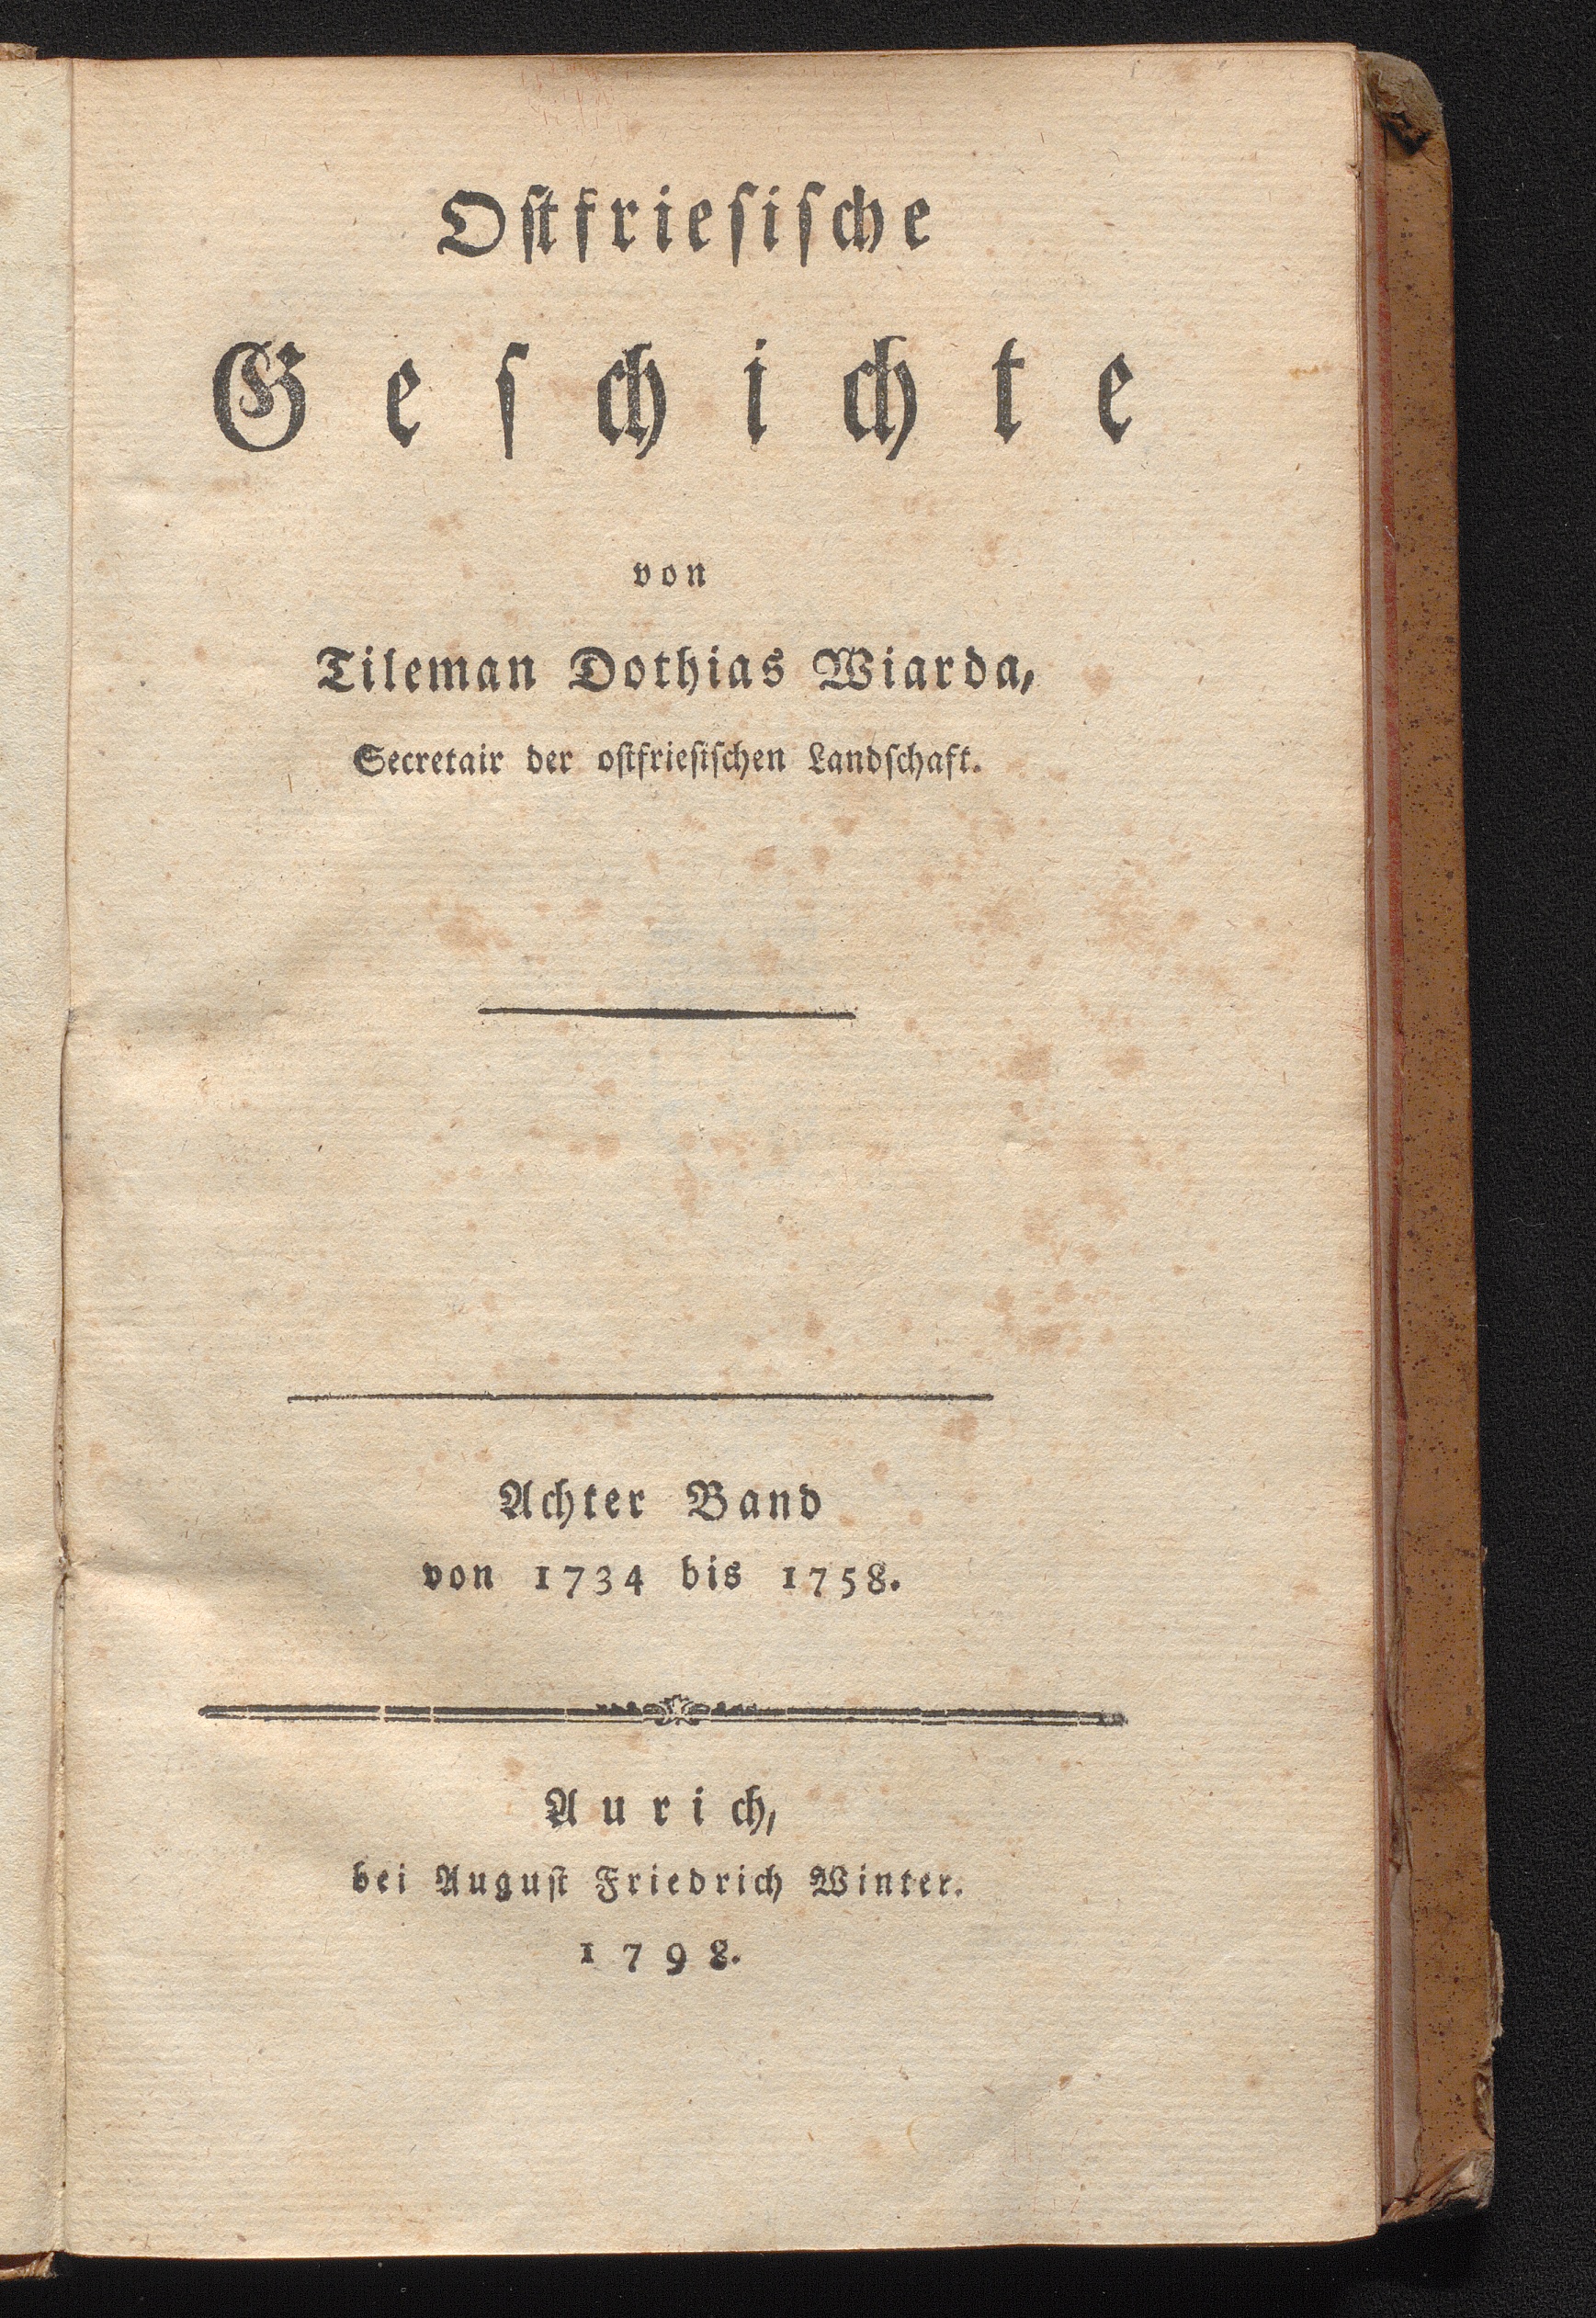 Oſtfrieſiſche
Geſchichte
von
Tileman Dothias Wiarda,
Secretair der oſtfrieſiſchen Landſchaft.
Achter Band
von 1734 bis 1758.
Aurich,
bei Auguſt Friedrich Winter.
1798.